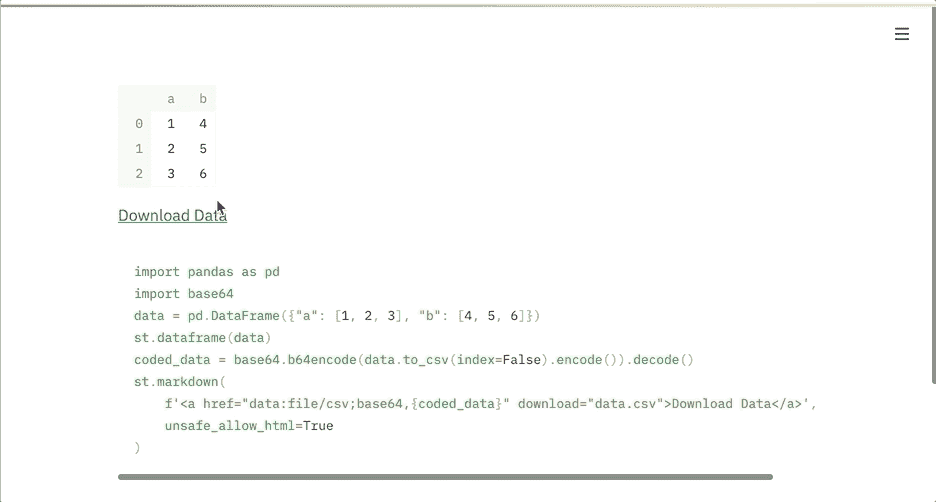 a b
0 1 4
1 2 5
2 3 6
Download Data
import pandas as pd
import base64
data = pd.DataFrame({"a": [1, 2, 3], "b": [4, 5, 6]})
st.dataframe(data)
coded_data = base64.b64encode(data.to_csv(index=False).encode()).decode()
st.markdown(
    f'<a href="data:file/csv;base64,{coded_data}" download="data.csv">Download Data</a>',
    unsafe_allow_html=True
)